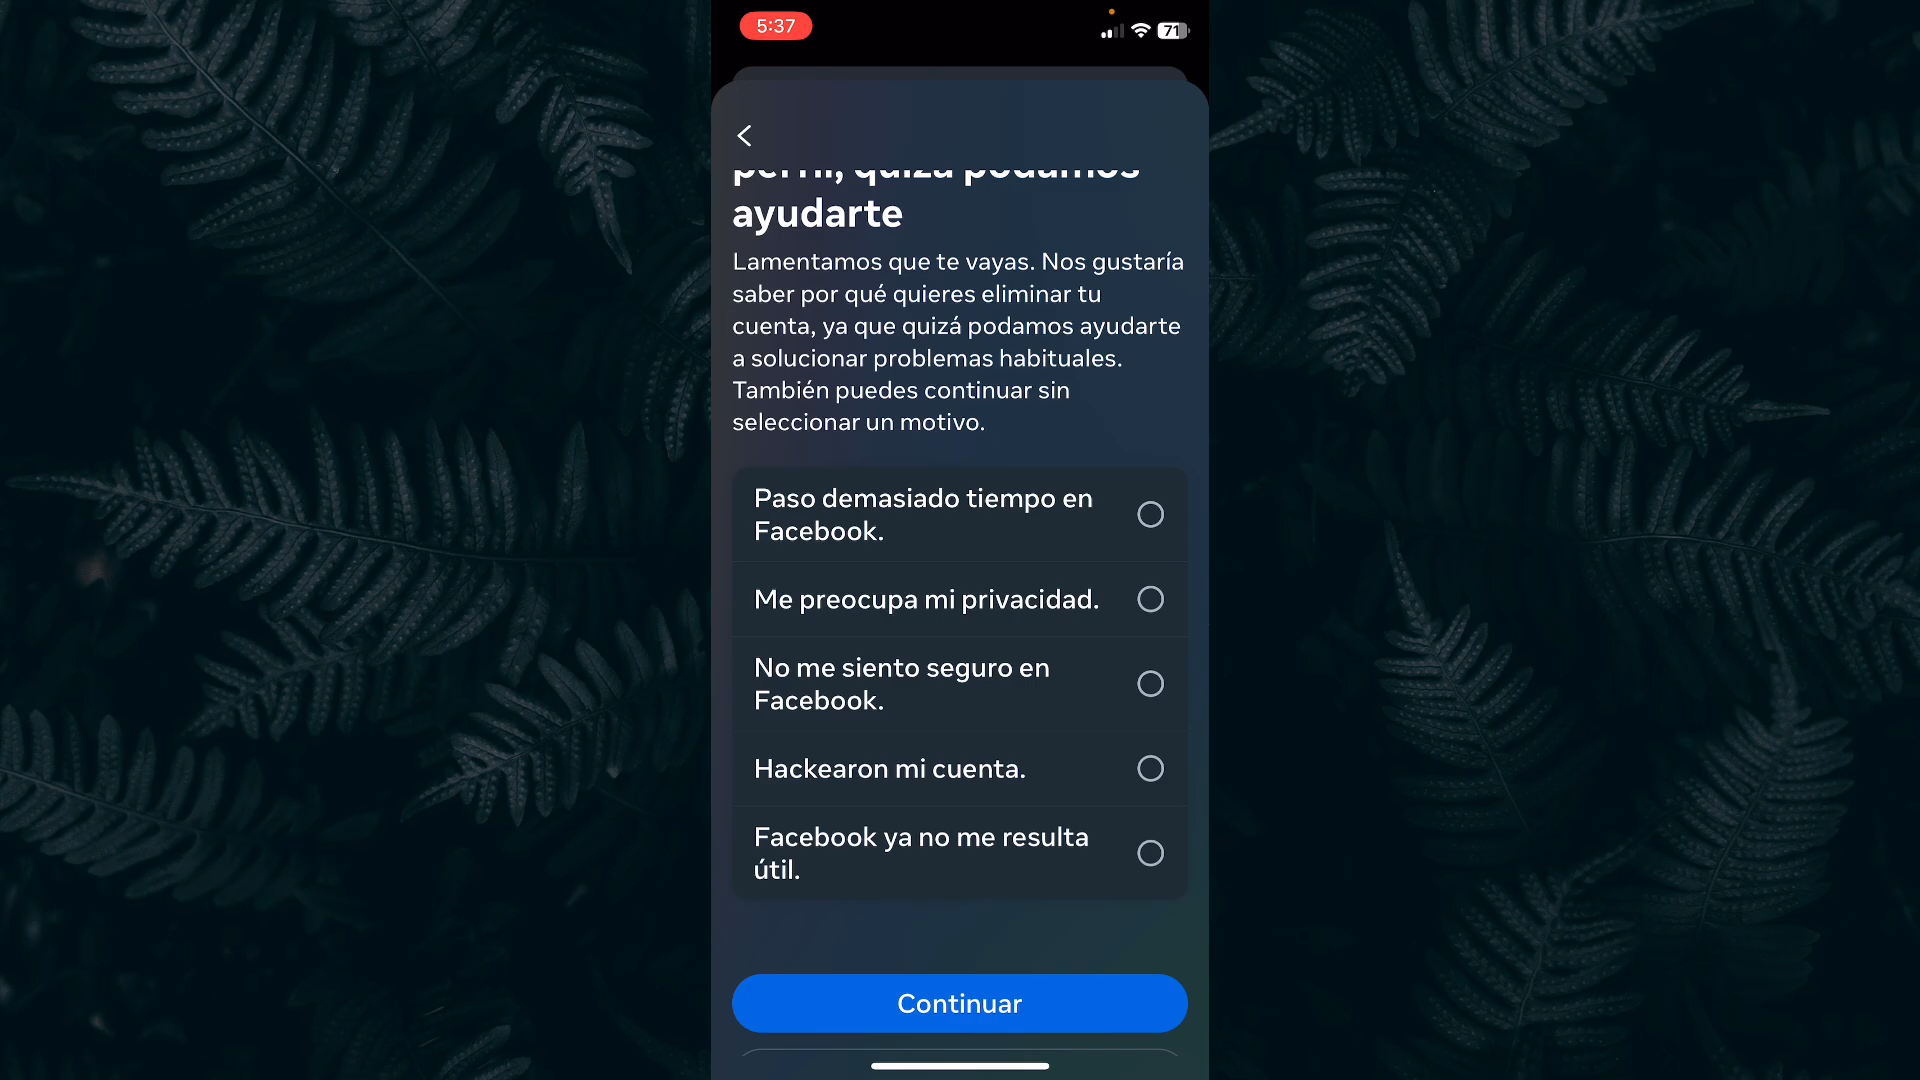 5:37
71
perfil, quizá podamos
ayudarte
Lamentamos que te vayas. Nos gustaría
saber por qué quieres eliminar tu
cuenta, ya que quizá podamos ayudarte
a solucionar problemas habituales.
También puedes continuar sin
seleccionar un motivo.
Paso demasiado tiempo en
Facebook.
Me preocupa mi privacidad.
No me siento seguro en
Facebook.
Hackearon mi cuenta.
Facebook ya no me resulta
útil.
Continuar